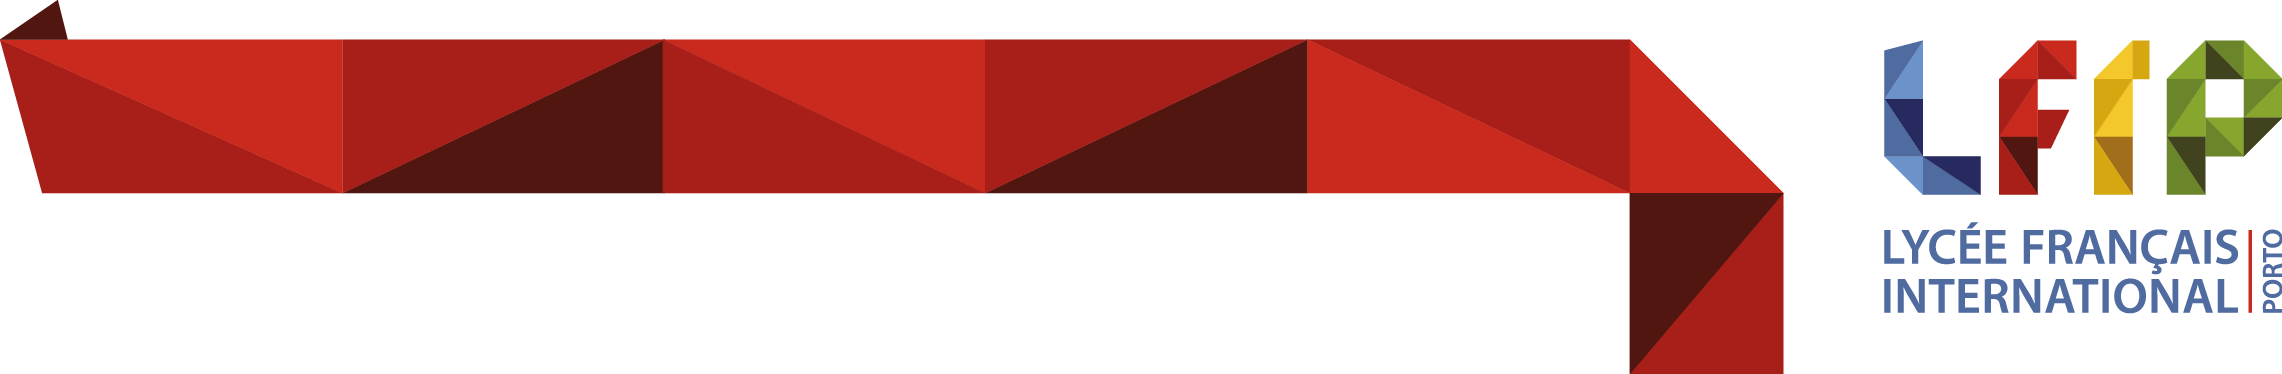 LFIP
LYCÉE FRANÇAIS
INTERNATIONAL
PORTO